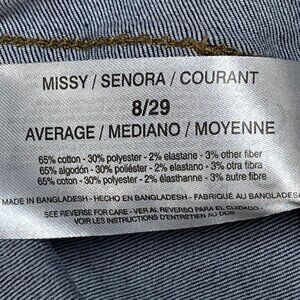 MISSY / SENORA / COURANT
8/29
AVERAGE / MEDIANO / MOYENNE
65% cotton - 30% polyester - 2% elastane - 3% other fiber
65% algodón - 30% poliéster - 2% elastano - 3% otra fibra
65% coton - 30% polyester - 2% élasthanne - 3% autre fibre
MADE IN BANGLADESH - HECHO EN BANGLADESH - FABRIQUÉ AU BANGLADESH
SEE REVERSE FOR CARE - VER AL REVERSO PARA EL CUIDADO -
VOIR LES INSTRUCTIONS D'ENTRETIEN AU DOS